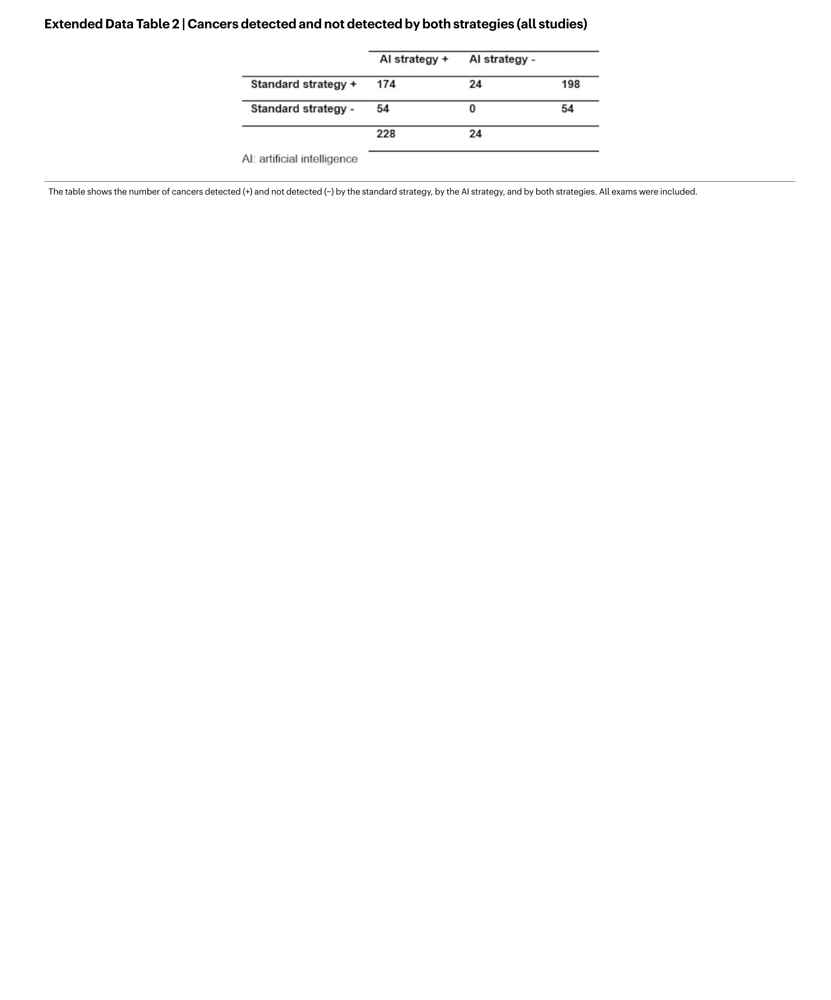 Extended Data Table 2 | Cancers detected and not detected by both strategies (all studies)
AI strategy + AI strategy -
Standard strategy + 174 24 198
Standard strategy - 54 0 54
228 24
AI: artificial intelligence
The table shows the number of cancers detected (+) and not detected (−) by the standard strategy, by the AI strategy, and by both strategies. All exams were included.